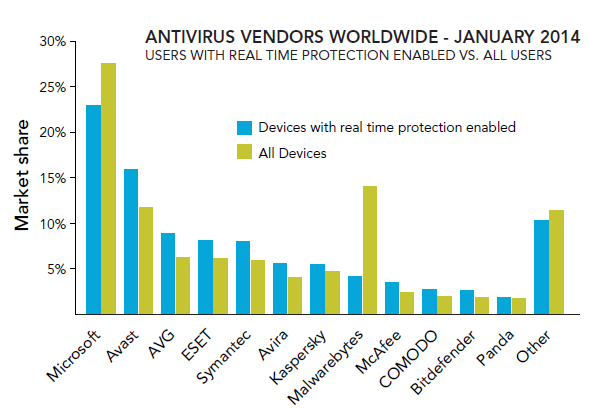 ANTIVIRUS VENDORS WORLDWIDE - JANUARY 2014
USERS WITH REAL TIME PROTECTION ENABLED VS. ALL USERS
Market share
30%
25%
20%
15%
10%
5%
Devices with real time protection enabled
All Devices
Microsoft
Avast
AVG
ESET
Symantec
Avira
Kaspersky
Malwarebytes
McAfee
COMODO
Bitdefender
Panda
Other